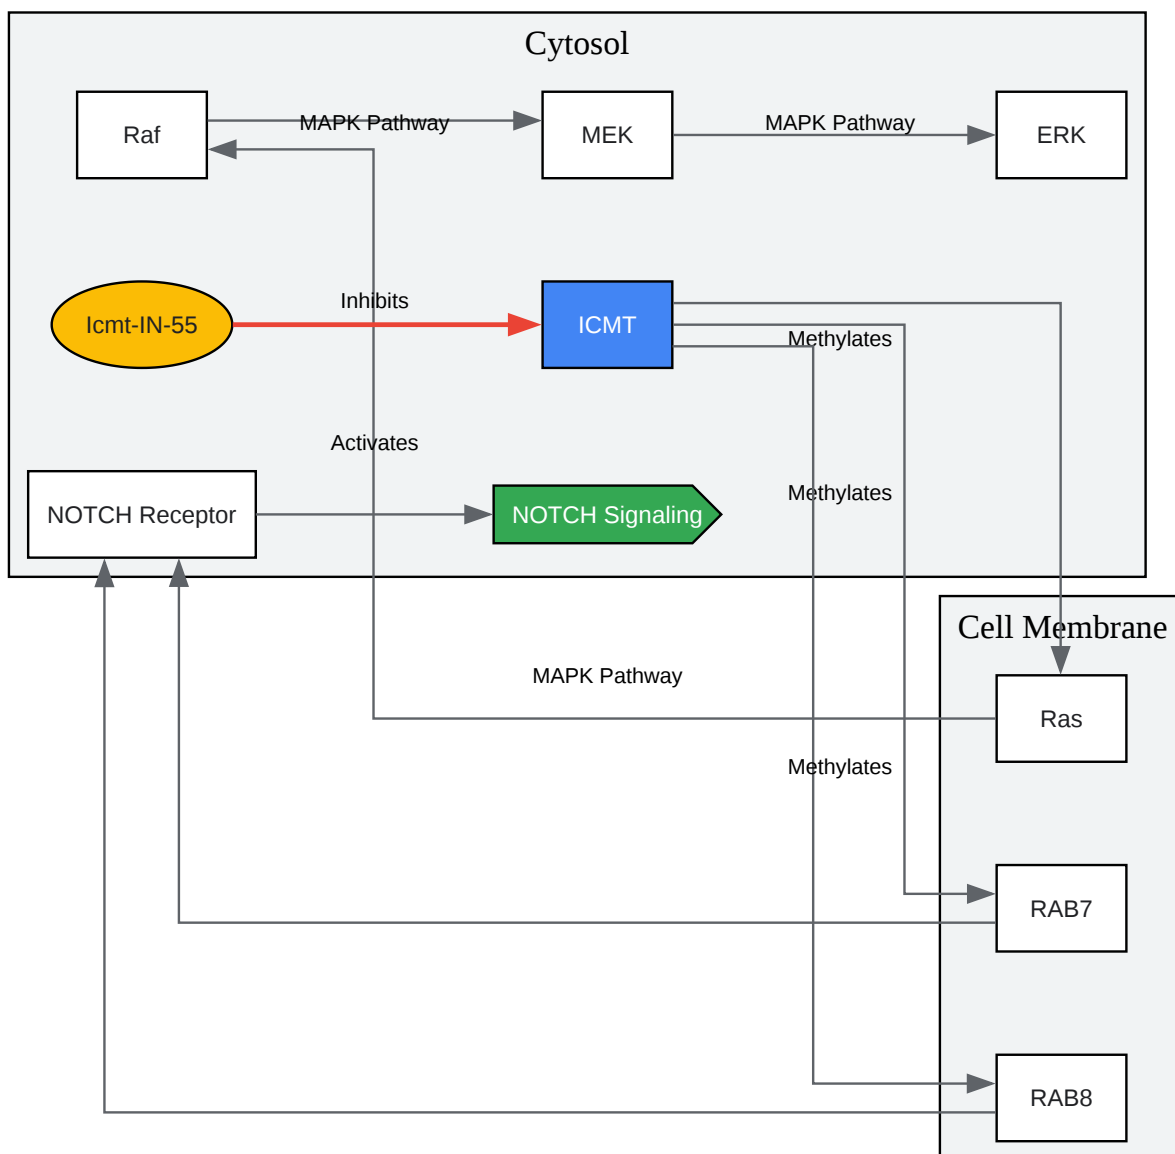 Cytosol
Raf
MAPK Pathway
MEK
MAPK Pathway
ERK
Icmt-IN-55
Inhibits
ICMT
Methylates
Activates
NOTCH Receptor
NOTCH Signaling
Methylates
Cell Membrane
MAPK Pathway
Ras
Methylates
RAB7
RAB8